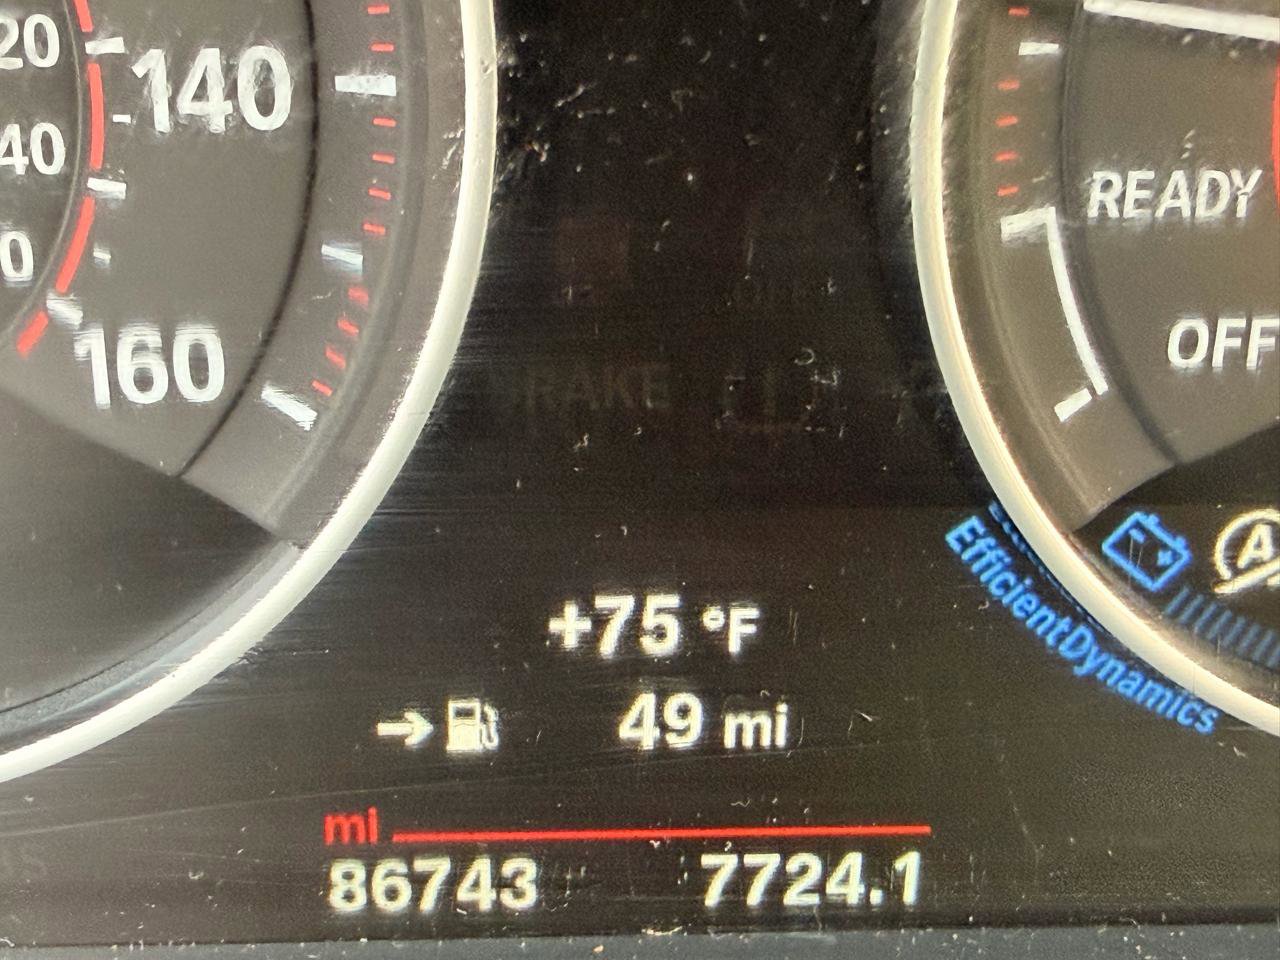 20
140
40
0
160
READY
OFF
BRAKE
A
EfficientDynamics
+75 °F
49 mi
mi
86743 7724.1